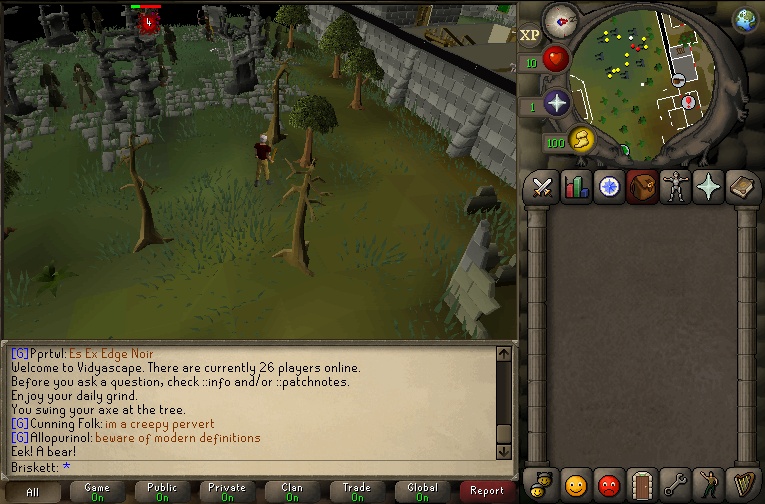 4
XP
10
1
100
[G]Pprtwl: Es Ex Edge Noir
Welcome to Vidyascape. There are currently 26 players online.
Before you ask a question, check ::info and/or ::patchnotes.
Enjoy your daily grind.
You swing your axe at the tree.
[G]Cunning Folk: im a creepy pervert
[G]Allopurinol: beware of modern definitions
Eek! A bear!
Briskett: *
All
Game
On
Public
On
Private
On
Clan
On
Trade
On
Global
On
Report